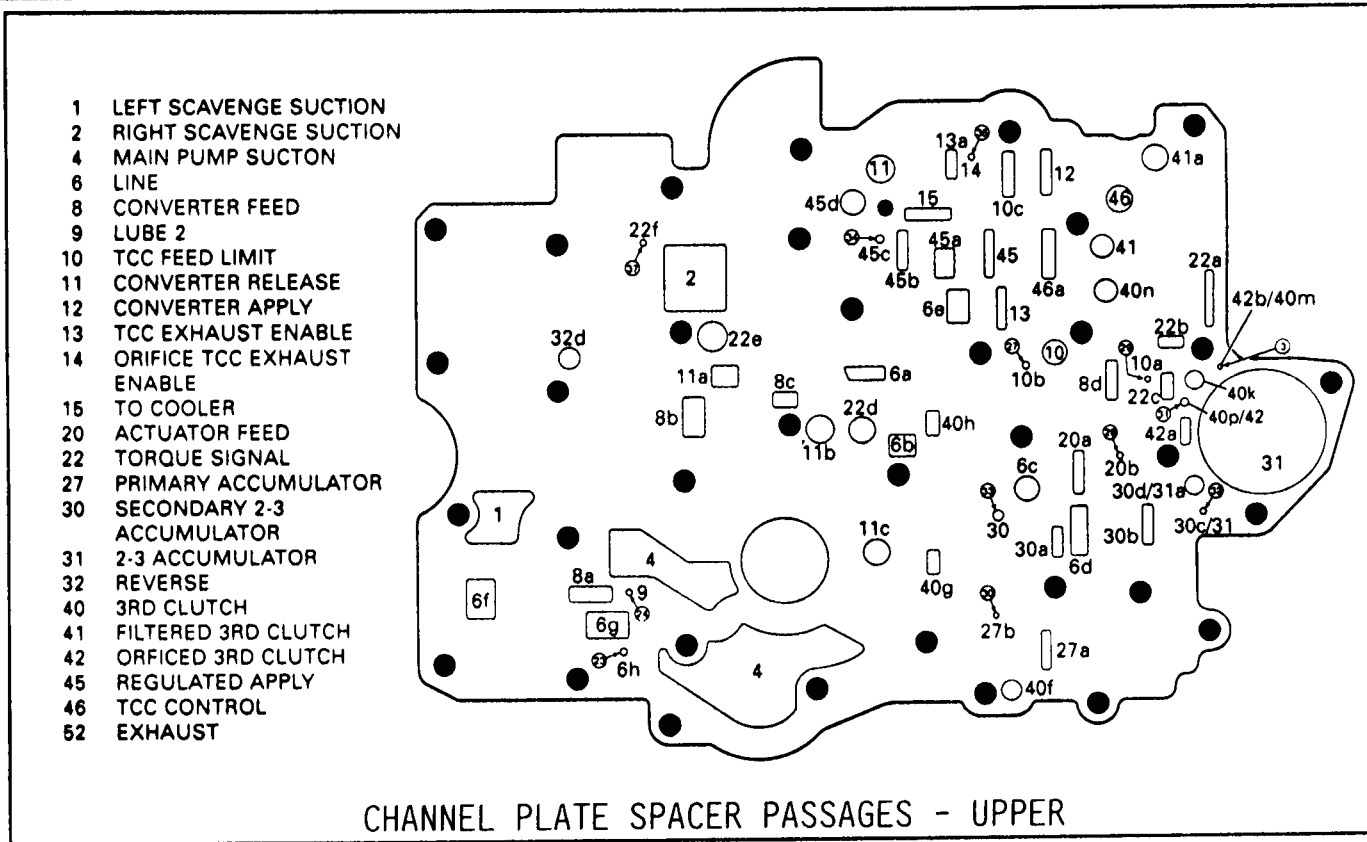 1 LEFT SCAVENGE SUCTION
2 RIGHT SCAVENGE SUCTION
4 MAIN PUMP SUCTON
6 LINE
8 CONVERTER FEED
9 LUBE 2
10 TCC FEED LIMIT
11 CONVERTER RELEASE
12 CONVERTER APPLY
13 TCC EXHAUST ENABLE
14 ORIFICE TCC EXHAUST
ENABLE
15 TO COOLER
20 ACTUATOR FEED
22 TORQUE SIGNAL
27 PRIMARY ACCUMULATOR
30 SECONDARY 2-3
ACCUMULATOR
31 2-3 ACCUMULATOR
32 REVERSE
40 3RD CLUTCH
41 FILTERED 3RD CLUTCH
42 ORFICED 3RD CLUTCH
45 REGULATED APPLY
46 TCC CONTROL
52 EXHAUST
13a
14
11
12
41a
10c
46
45d
15
22f
37
45c
45b
45a
45
46a
41
22a
2
40n
42b/40m
6e
13
22e
22b
3
32d
10b
10
10a
11a
6a
8d
22c
40k
8c
40p/42
8b
22d
40h
42a
11b
6b
20a
20b
31
6c
30d/31a
1
30
30c/31
11c
30a
6d
30b
4
40g
8a
9
6f
6g
24
27b
23
6h
4
27a
40f
CHANNEL PLATE SPACER PASSAGES - UPPER